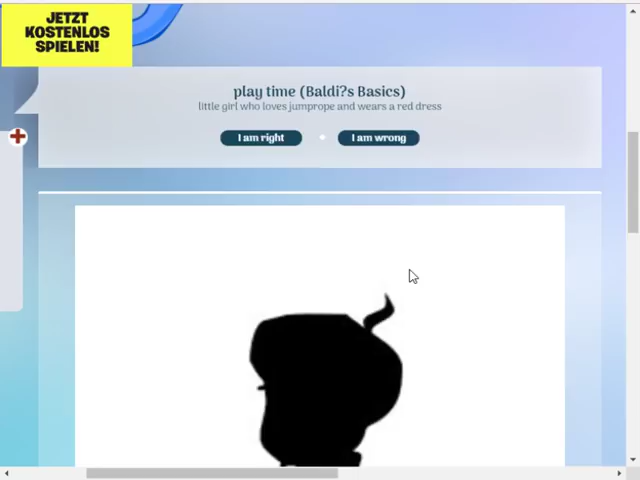 JETZT
KOSTENLOS
SPIELEN!
play time (Baldi?s Basics)
little girl who loves jumprope and wears a red dress
I am right
I am wrong